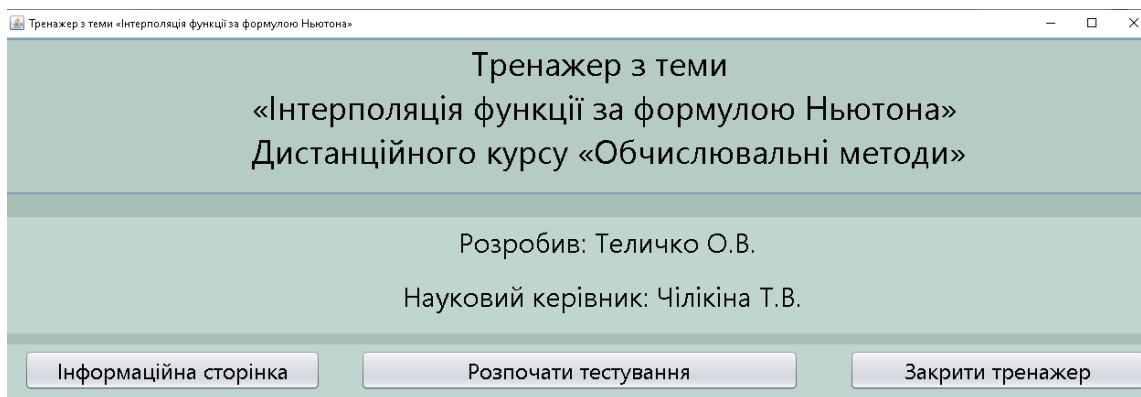 Тренажер з теми «Інтерполяція функції за формулою Ньютона»
Тренажер з теми
«Інтерполяція функції за формулою Ньютона»
Дистанційного курсу «Обчислювальні методи»
Розробив: Теличко О.В.
Науковий керівник: Чілікіна Т.В.
Інформаційна сторінка
Розпочати тестування
Закрити тренажер